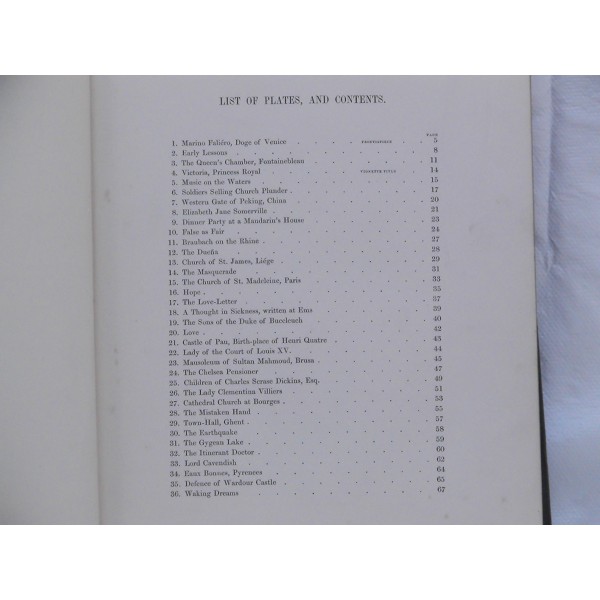 LIST OF PLATES, AND CONTENTS.
PAGE
1. Marino Faliéro, Doge of Venice . . . . FRONTISPIECE . . 5
2. Early Lessons . . . . . . . . 8
3. The Queen's Chamber, Fontainebleau . . . . . . 11
4. Victoria, Princess Royal . . . . VIGNETTE TITLE . . 14
5. Music on the Waters . . . . . . . 15
6. Soldiers Selling Church Plunder . . . . . . . 17
7. Western Gate of Peking, China . . . . . . 20
8. Elizabeth Jane Somerville . . . . . . . 21
9. Dinner Party at a Mandarin's House . . . . . . 23
10. False as Fair . . . . . . . . 24
11. Braubach on the Rhine . . . . . . . 27
12. The Dueña . . . . . . . . 28
13. Church of St. James, Liége . . . . . . . 29
14. The Masquerade . . . . . . . 31
15. The Church of St. Madeleine, Paris . . . . . . 33
16. Hope . . . . . . . . . 35
17. The Love-Letter . . . . . . . 37
18. A Thought in Sickness, written at Ems . . . . . . 39
19. The Sons of the Duke of Buccleuch . . . . . . 40
20. Love . . . . . . . . . 42
21. Castle of Pau, Birth-place of Henri Quatre . . . . . 43
22. Lady of the Court of Louis XV. . . . . . . 44
23. Mausoleum of Sultan Mahmoud, Brusa . . . . . . 45
24. The Chelsea Pensioner . . . . . . . 47
25. Children of Charles Scrase Dickins, Esq. . . . . . 49
26. The Lady Clementina Villiers . . . . . . 51
27. Cathedral Church at Bourges . . . . . . . 53
28. The Mistaken Hand . . . . . . . 55
29. Town-Hall, Ghent . . . . . . . . 57
30. The Earthquake . . . . . . . 58
31. The Gygean Lake . . . . . . . . 59
32. The Itinerant Doctor . . . . . . . 60
33. Lord Cavendish . . . . . . . . 62
34. Eaux Bonnes, Pyrenees . . . . . . . 64
35. Defence of Wardour Castle . . . . . . . 65
36. Waking Dreams . . . . . . . 67